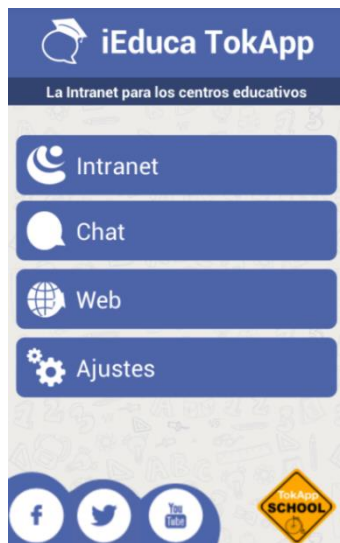 iEduca TokApp
La Intranet para los centros educativos
Intranet
Chat
Web
Ajustes
TokApp
SCHOOL
f
You
Tube